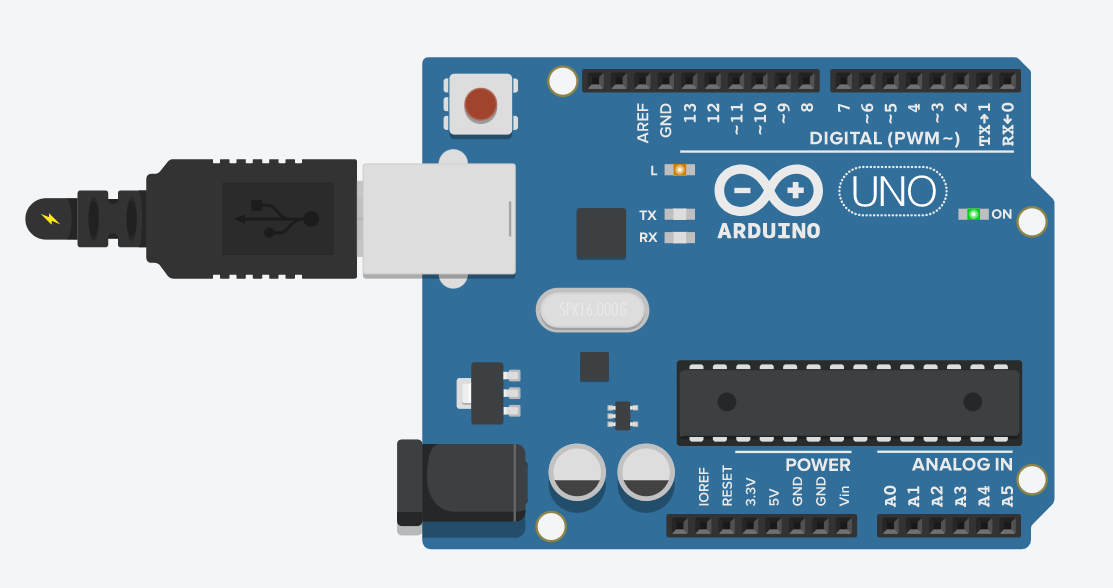 AREF GND 13 12 ~11 ~10 ~9 8 7 ~6 ~5 4 ~3 2 TX→1 RX←0
DIGITAL (PWM~)
L
UNO
TX
ON
RX
ARDUINO
SPK16.000G
POWER
ANALOG IN
IOREF RESET 3.3V 5V GND GND Vin A0 A1 A2 A3 A4 A5